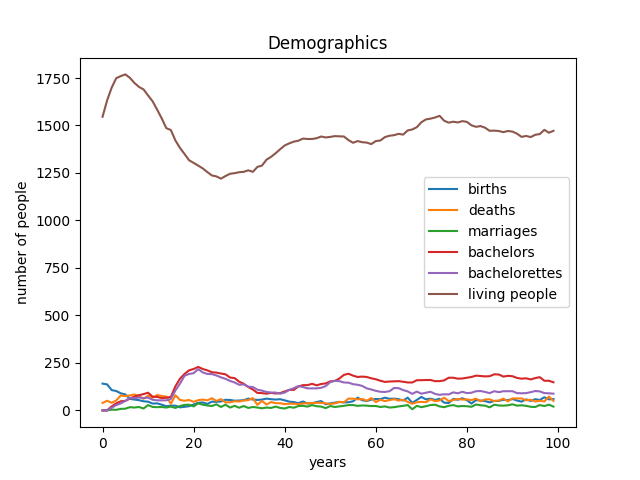 Demographics
number of people
1750
1500
1250
1000
750
500
250
0
births
deaths
marriages
bachelors
bachelorettes
living people
0 20 40 60 80 100
years